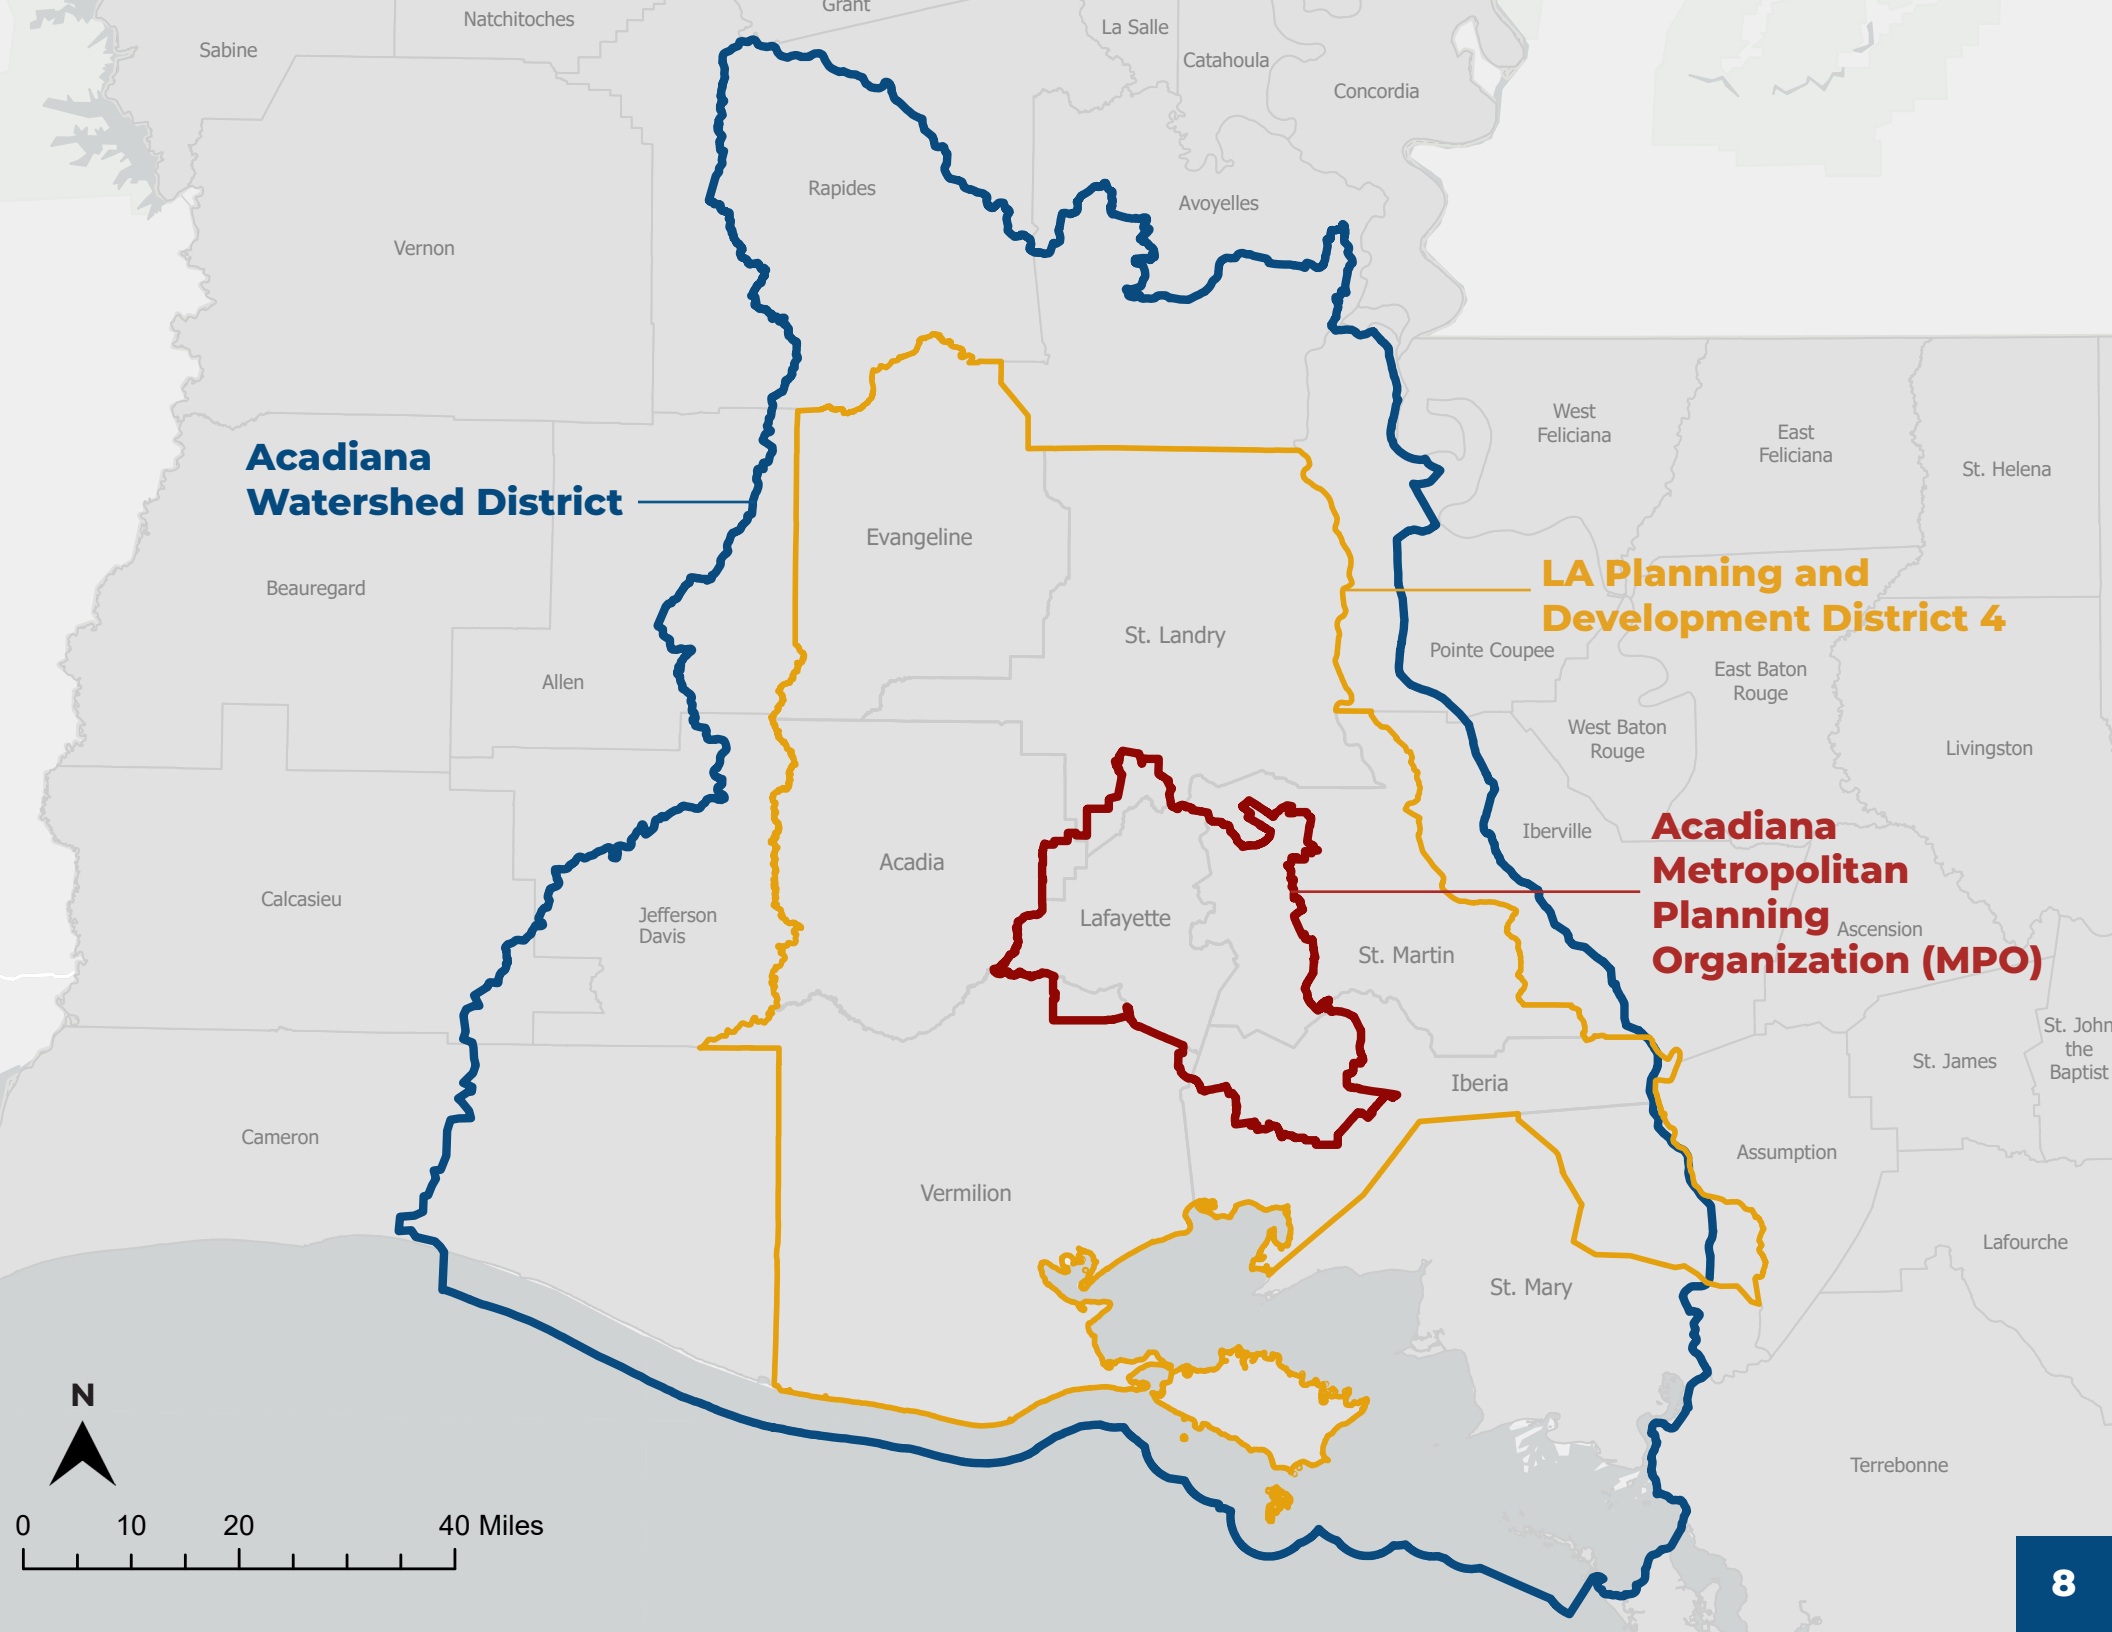 Grant
Natchitoches
La Salle
Sabine
Catahoula
Concordia
Rapides
Avoyelles
Vernon
West
Feliciana
East
Feliciana
Acadiana
Watershed District
St. Helena
Evangeline
LA Planning and
Development District 4
Beauregard
St. Landry
Pointe Coupee
East Baton
Rouge
Allen
West Baton
Rouge
Livingston
Iberville
Acadiana
Metropolitan
Planning
Organization (MPO)
Acadia
Calcasieu
Jefferson
Davis
Lafayette
Ascension
St. Martin
St. John
the
Baptist
St. James
Iberia
Cameron
Assumption
Vermilion
Lafourche
St. Mary
N
Terrebonne
0 10 20 40 Miles
8